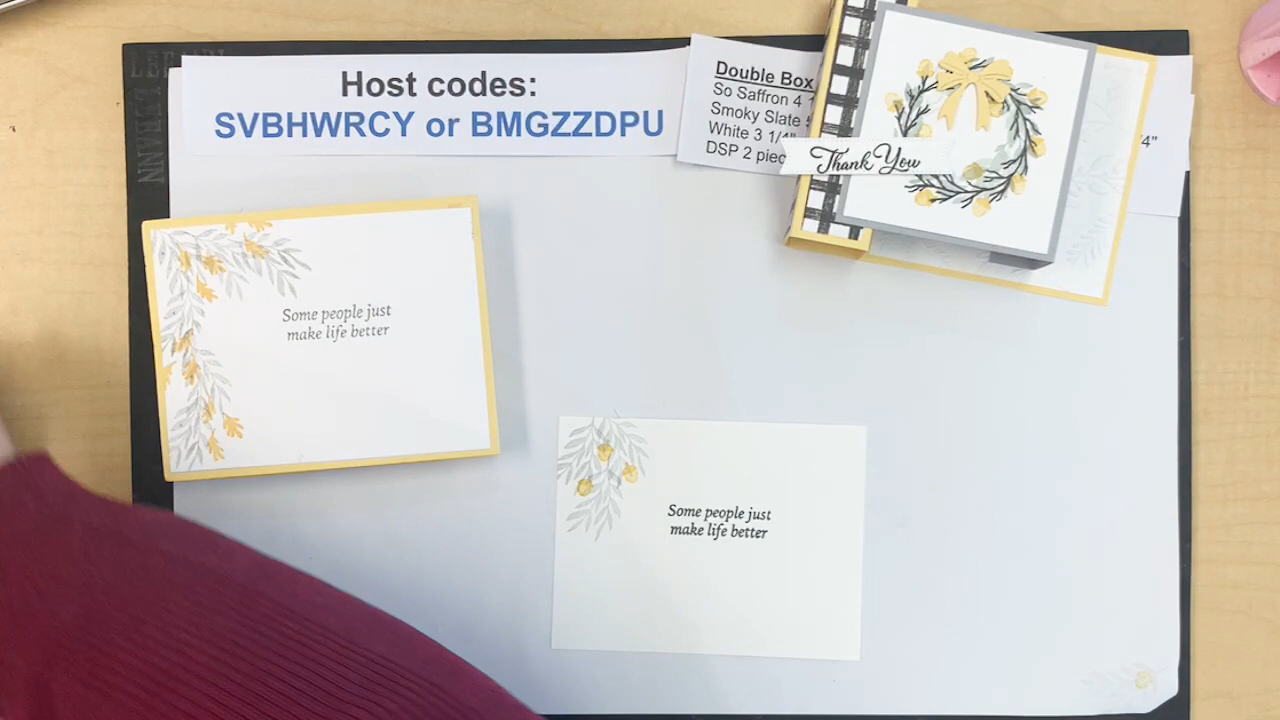 Host codes:
SVBHWRCY or BMGZZDPU
Double Box
So Saffron 4
Smoky Slate
White 3 1/4"
DSP 2 piec
4"
Thank You
Some people just
make life better
Some people just
make life better